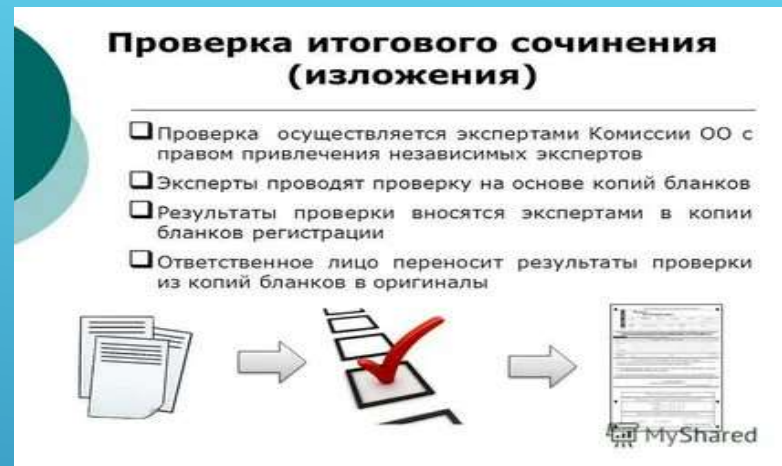 Проверка итогового сочинения
(изложения)
Проверка осуществляется экспертами Комиссии ОО с
правом привлечения независимых экспертов
Эксперты проводят проверку на основе копий бланков
Результаты проверки вносятся экспертами в копии
бланков регистрации
Ответственное лицо переносит результаты проверки
из копий бланков в оригиналы
MyShared